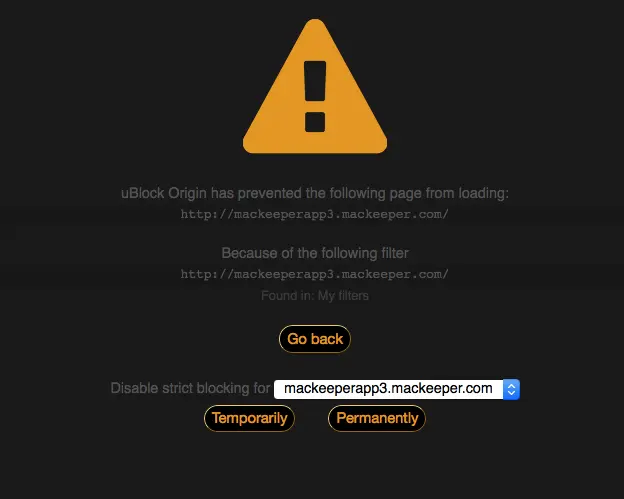 uBlock Origin has prevented the following page from loading:
http://mackeeperapp3.mackeeper.com/
Because of the following filter
http://mackeeperapp3.mackeeper.com/
Found in: My filters
Go back
Disable strict blocking for mackeeperapp3.mackeeper.com
Temporarily Permanently